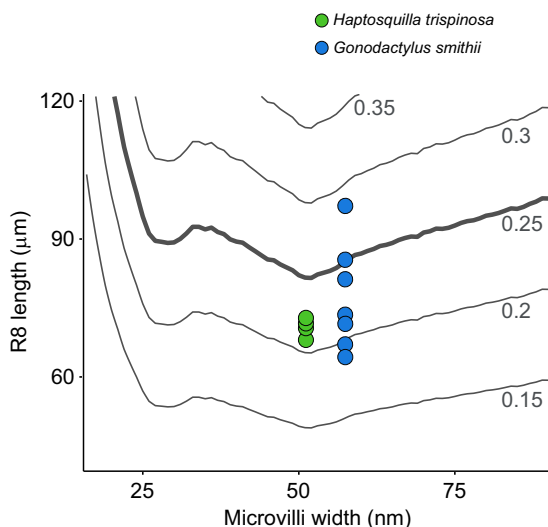 Haptosquilla trispinosa
Gonodactylus smithii
120
0.35
0.3
0.25
90
0.2
60
0.15
R8 length (μm)
25
50
75
Microvilli width (nm)